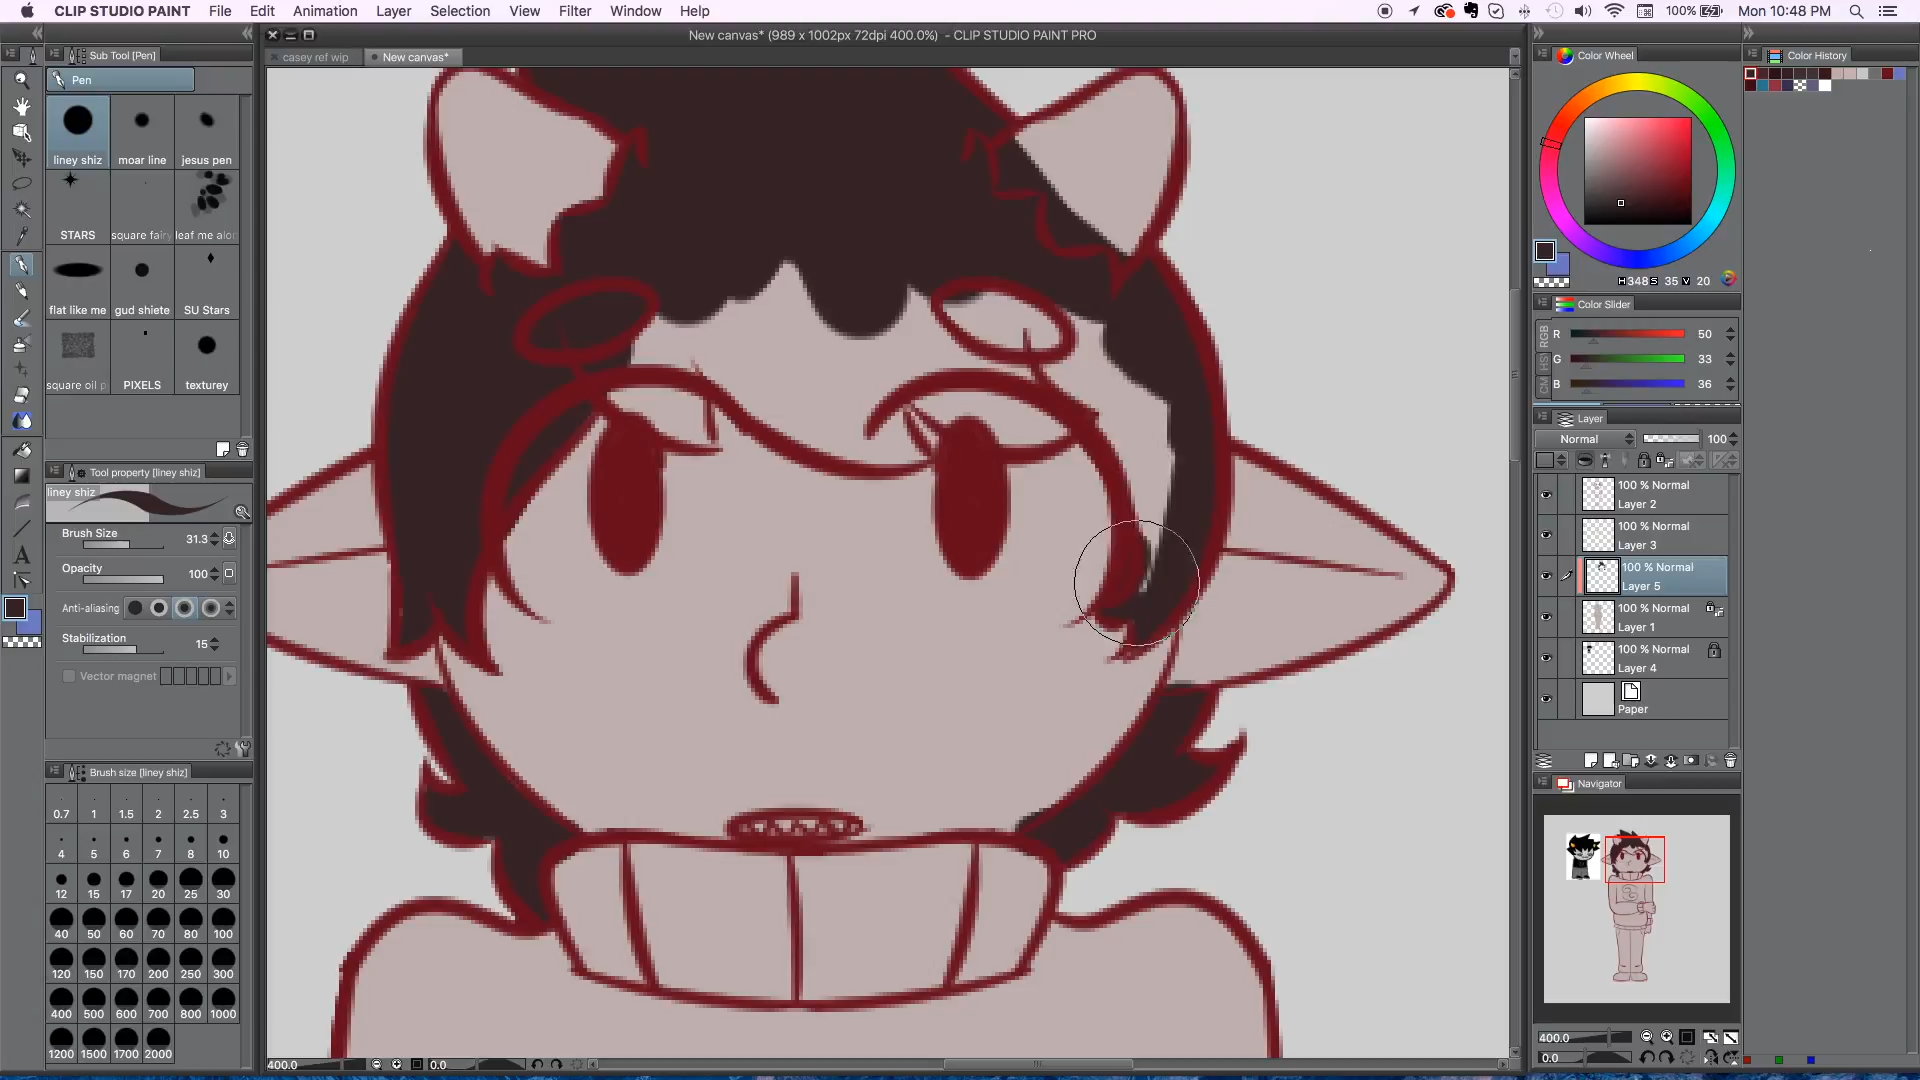 CLIP STUDIO PAINT File Edit Animation Layer Selection View Filter Window Help 100% Mon 10:48 PM
New canvas* (989 x 1002px 72dpi 400.0%) - CLIP STUDIO PAINT PRO
casey ref wip New canvas*
Sub Tool [Pen]
Pen
liney shiz moar line jesus pen
STARS square fairy leaf me alon
flat like me gud shiete SU Stars
square oil p PIXELS texturey
Tool property [liney shiz]
liney shiz
Brush Size 31.3
Opacity 100
Anti-aliasing
Stabilization 15
Vector magnet
Brush size [liney shiz]
0.7 1 1.5 2 2.5 3
4 5 6 7 8 10
12 15 17 20 25 30
40 50 60 70 80 100
120 150 170 200 250 300
400 500 600 700 800 1000
1200 1500 1700 2000
400.0 0.0
Color Wheel
H 348 S 35 V 20
Color Slider
RGB
R 50
G 33
B 36
Layer
Normal 100
100 % Normal
Layer 2
100 % Normal
Layer 3
100 % Normal
Layer 5
100 % Normal
Layer 1
100 % Normal
Layer 4
Paper
Navigator
400.0
0.0
Color History